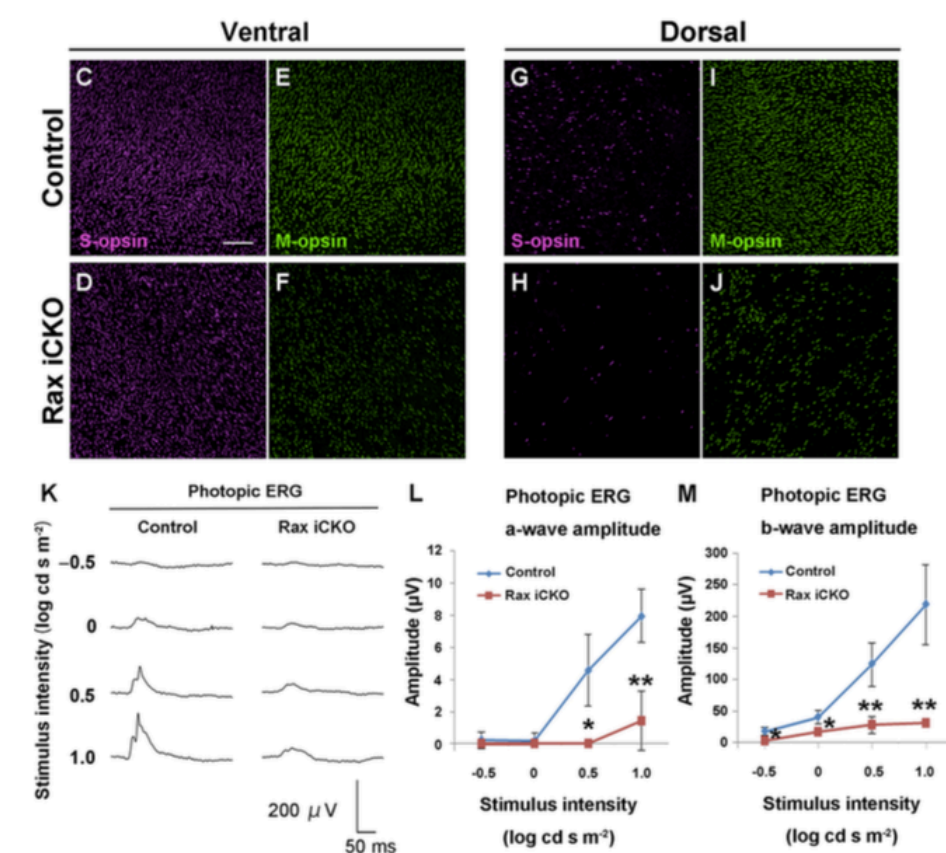 Ventral
Dorsal
Control
C
E
G
I
S-opsin
M-opsin
S-opsin
M-opsin
Rax iCKO
D
F
H
J
K
Photopic ERG
Control
Rax iCKO
Stimulus intensity (log cd s m⁻²)
–0.5
0
0.5
1.0
200 μV
50 ms
L
Photopic ERG
a-wave amplitude
Control
Rax iCKO
Amplitude (μV)
12
10
8
6
4
2
0
*
**
-0.5 0 0.5 1.0
Stimulus intensity
(log cd s m⁻²)
M
Photopic ERG
b-wave amplitude
Control
Rax iCKO
Amplitude (μV)
300
250
200
150
100
50
0
*
*
**
**
-0.5 0 0.5 1.0
Stimulus intensity
(log cd s m⁻²)